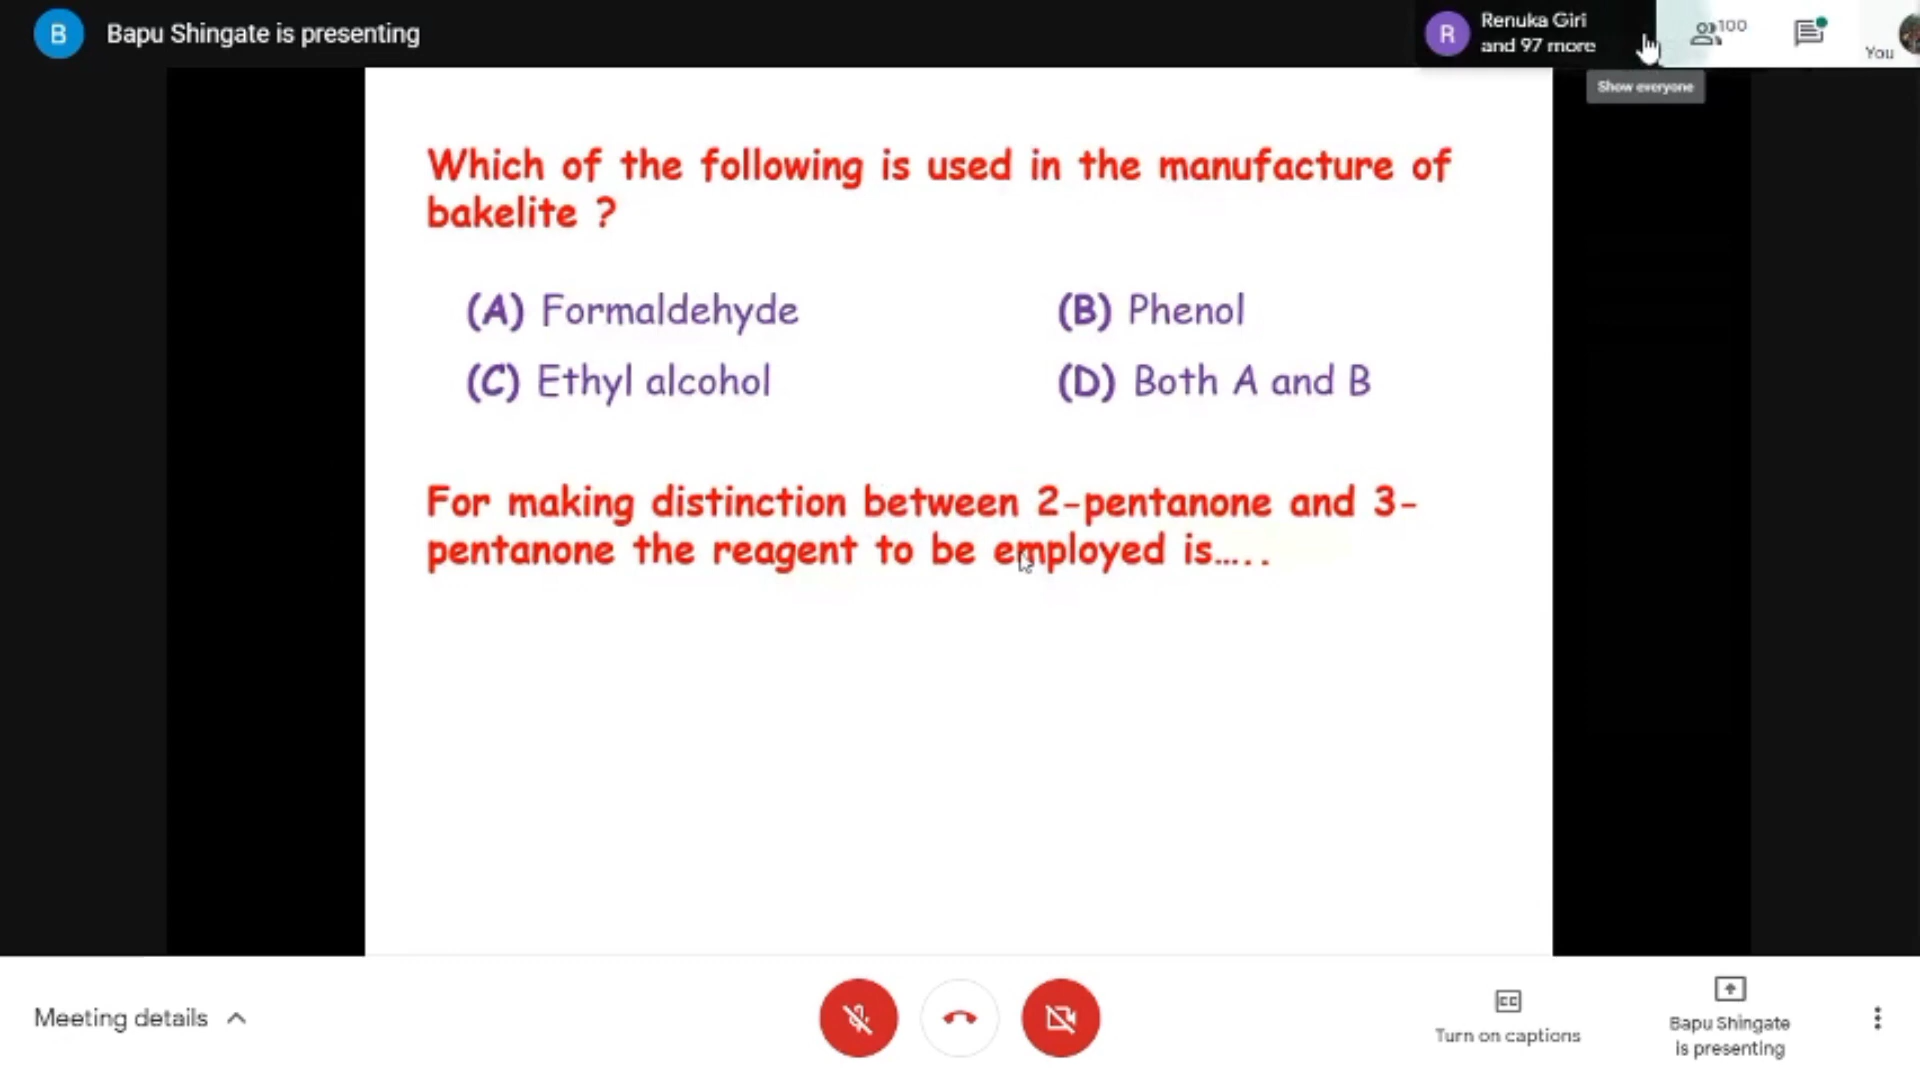 B Bapu Shingate is presenting
R Renuka Giri
and 97 more
100
You
Show everyone
Which of the following is used in the manufacture of
bakelite ?
(A) Formaldehyde (B) Phenol
(C) Ethyl alcohol (D) Both A and B
For making distinction between 2-pentanone and 3-
pentanone the reagent to be employed is.....
Meeting details
CC
Turn on captions
Bapu Shingate
is presenting